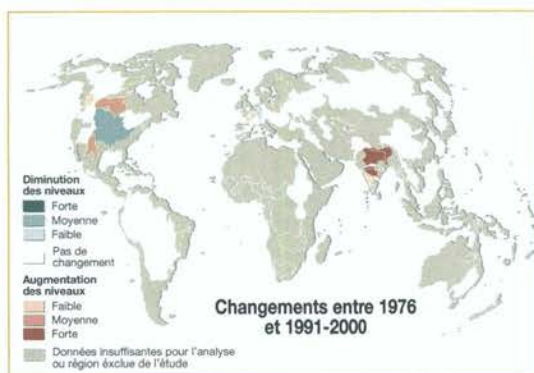 Diminution
des niveaux
Forte
Moyenne
Faible
Pas de
changement
Augmentation
des niveaux
Faible
Moyenne
Forte
Données insuffisantes pour l'analyse
ou région éxclue de l'étude
Changements entre 1976
et 1991-2000